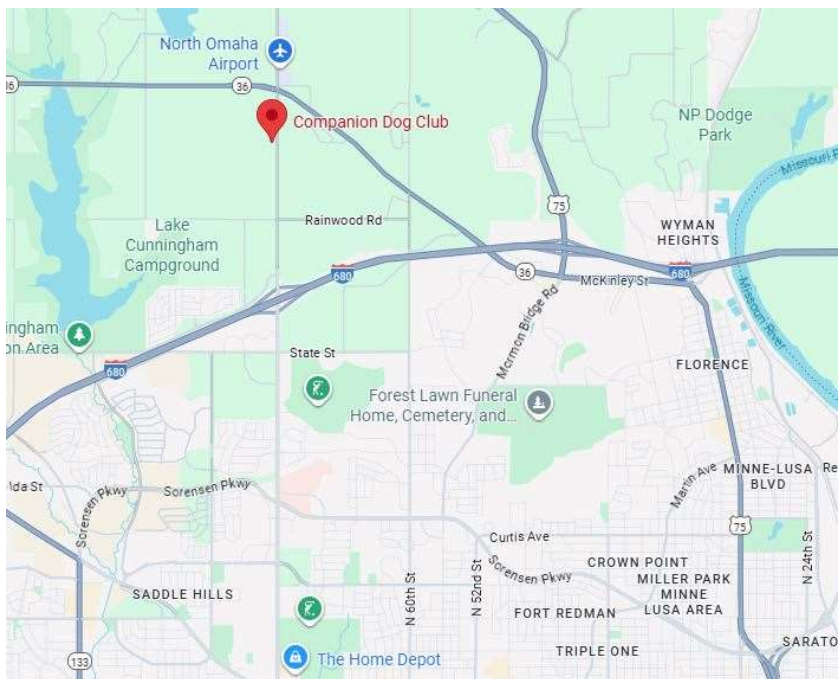 North Omaha
Airport
36
36
Companion Dog Club
NP Dodge
Park
Missouri
75
Rainwood Rd
WYMAN
HEIGHTS
Lake
Cunningham
Campground
680
36
680
McKinley St
Missouri River
Mormon Bridge Rd
ingham
on Area
680
State St
FLORENCE
Forest Lawn Funeral
Home, Cemetery, and...
Martin Ave
MINNE-LUSA
BLVD
Re
da St
Sorensen Pkwy
Sorensen Pkwy
75
Curtis Ave
N 24th St
Sorensen Pkwy
CROWN POINT
MILLER PARK
MINNE
LUSA AREA
SADDLE HILLS
N 60th St
N 52nd St
FORT REDMAN
TRIPLE ONE
SARATO
133
The Home Depot